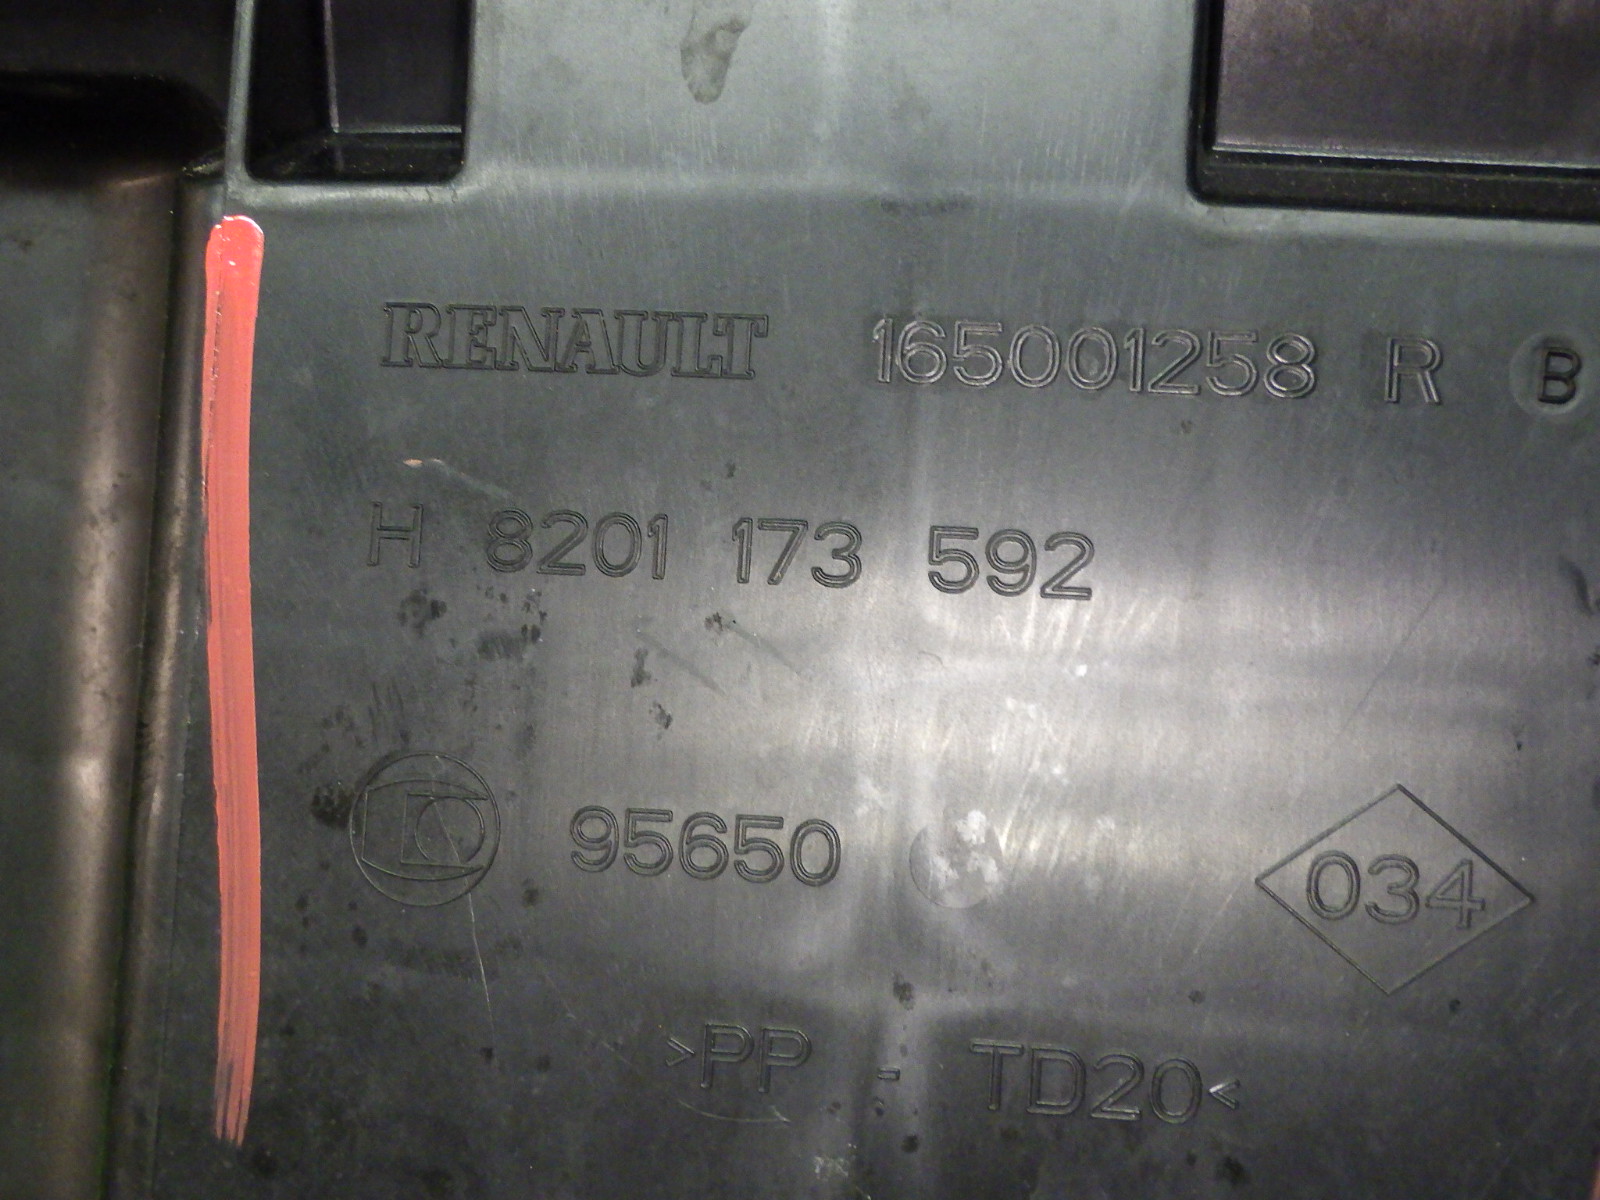 RENAULT 165001258 R B
H 8201 173 592
95650 034
>PP - TD20<